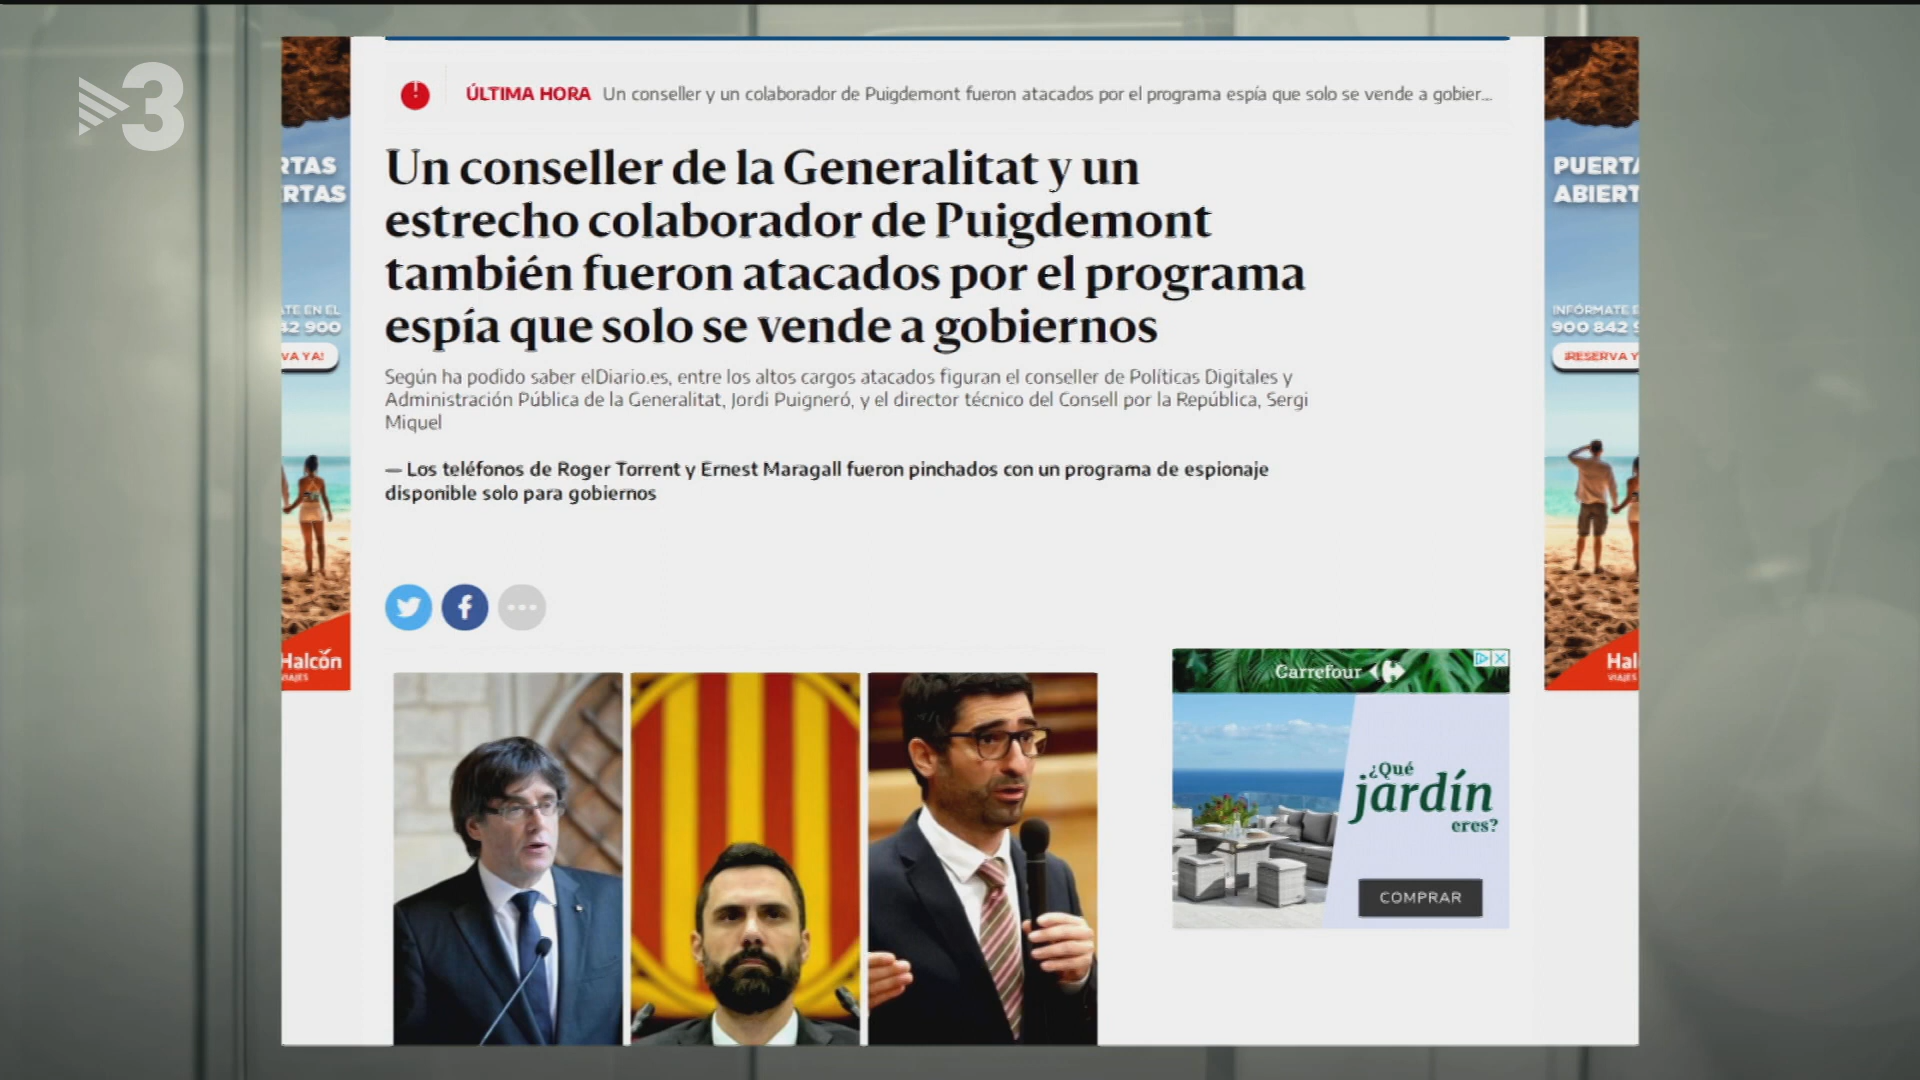 3
ÚLTIMA HORA Un conseller y un colaborador de Puigdemont fueron atacados por el programa espía que solo se vende a gobier...
Un conseller de la Generalitat y un
estrecho colaborador de Puigdemont
también fueron atacados por el programa
espía que solo se vende a gobiernos
Según ha podido saber elDiario.es, entre los altos cargos atacados figuran el conseller de Políticas Digitales y
Administración Pública de la Generalitat, Jordi Puigneró, y el director técnico del Consell por la República, Sergi
Miquel
— Los teléfonos de Roger Torrent y Ernest Maragall fueron pinchados con un programa de espionaje
disponible solo para gobiernos
RTAS
RTAS
ATE EN EL
42 900
VA YA!
Halcón
VIAJES
PUERTA
ABIERT
INFÓRMATE E
900 842 9
¡RESERVA Y
Hal
VIAJES
Carrefour
¿Qué
jardín
eres?
COMPRAR